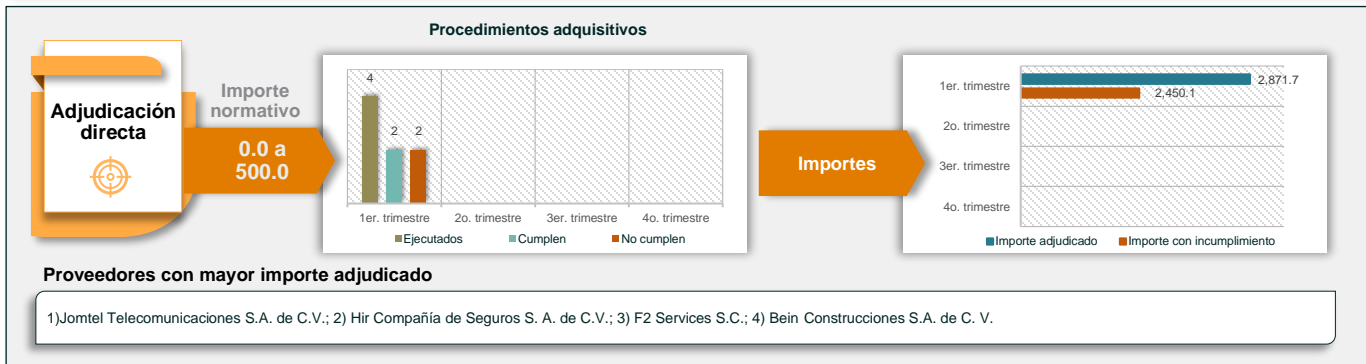 Adjudicación
directa
Importe
normativo
0.0 a
500.0
Procedimientos adquisitivos
4
2
2
1er. trimestre
2o. trimestre
3er. trimestre
4o. trimestre
Ejecutados
Cumplen
No cumplen
Importes
1er. trimestre
2,871.7
2,450.1
2o. trimestre
3er. trimestre
4o. trimestre
Importe adjudicado
Importe con incumplimiento
Proveedores con mayor importe adjudicado
1)Jomtel Telecomunicaciones S.A. de C.V.; 2) Hir Compañía de Seguros S. A. de C.V.; 3) F2 Services S.C.; 4) Bein Construcciones S.A. de C. V.